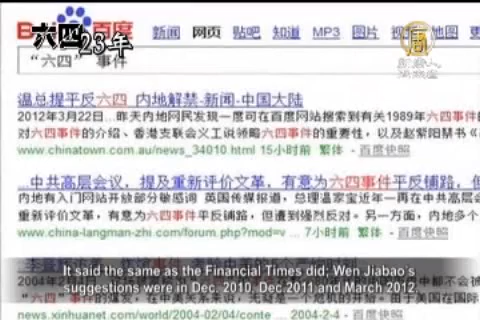 Bai 百度 新闻 网页 贴吧 知道 MP3 图片 视频 地图 更
六四23年
“六四”事件
新唐人
温总提平反六四 内地解禁-新闻-中国大陆
2012年3月22日...昨天内地网民发现一度可在百度网站搜索到有关1989年六四事件
对六四事件的介绍、香港支联会义工说领略六四事件的重要性，以及赵紫阳禁书《
www.chinatown.com.au/news_34010.html 15小时前 繁体 - 百度快照
...中共高层会议，提及重新评价文革，有意为六四事件平反铺路，但
内地有入门网站开放部分敏感词 英国传媒报道，总理温家宝近年一再在中共高层
重新评价文革，有意为六四事件平反铺路，但遭到强烈反对。另一方面，内地多个
www.chinese-langman-zhi.com/forum.php?mod=v ... 7小时前 繁体 - 百度快照
It said the same as the Financial Times did; Wen Jiabao's
suggestions were in Dec. 2010, Dec.2011 and March 2012.
news.xinhuanet.com/world/2004-02/04/conte ... 2004-2-4 - 百度快照